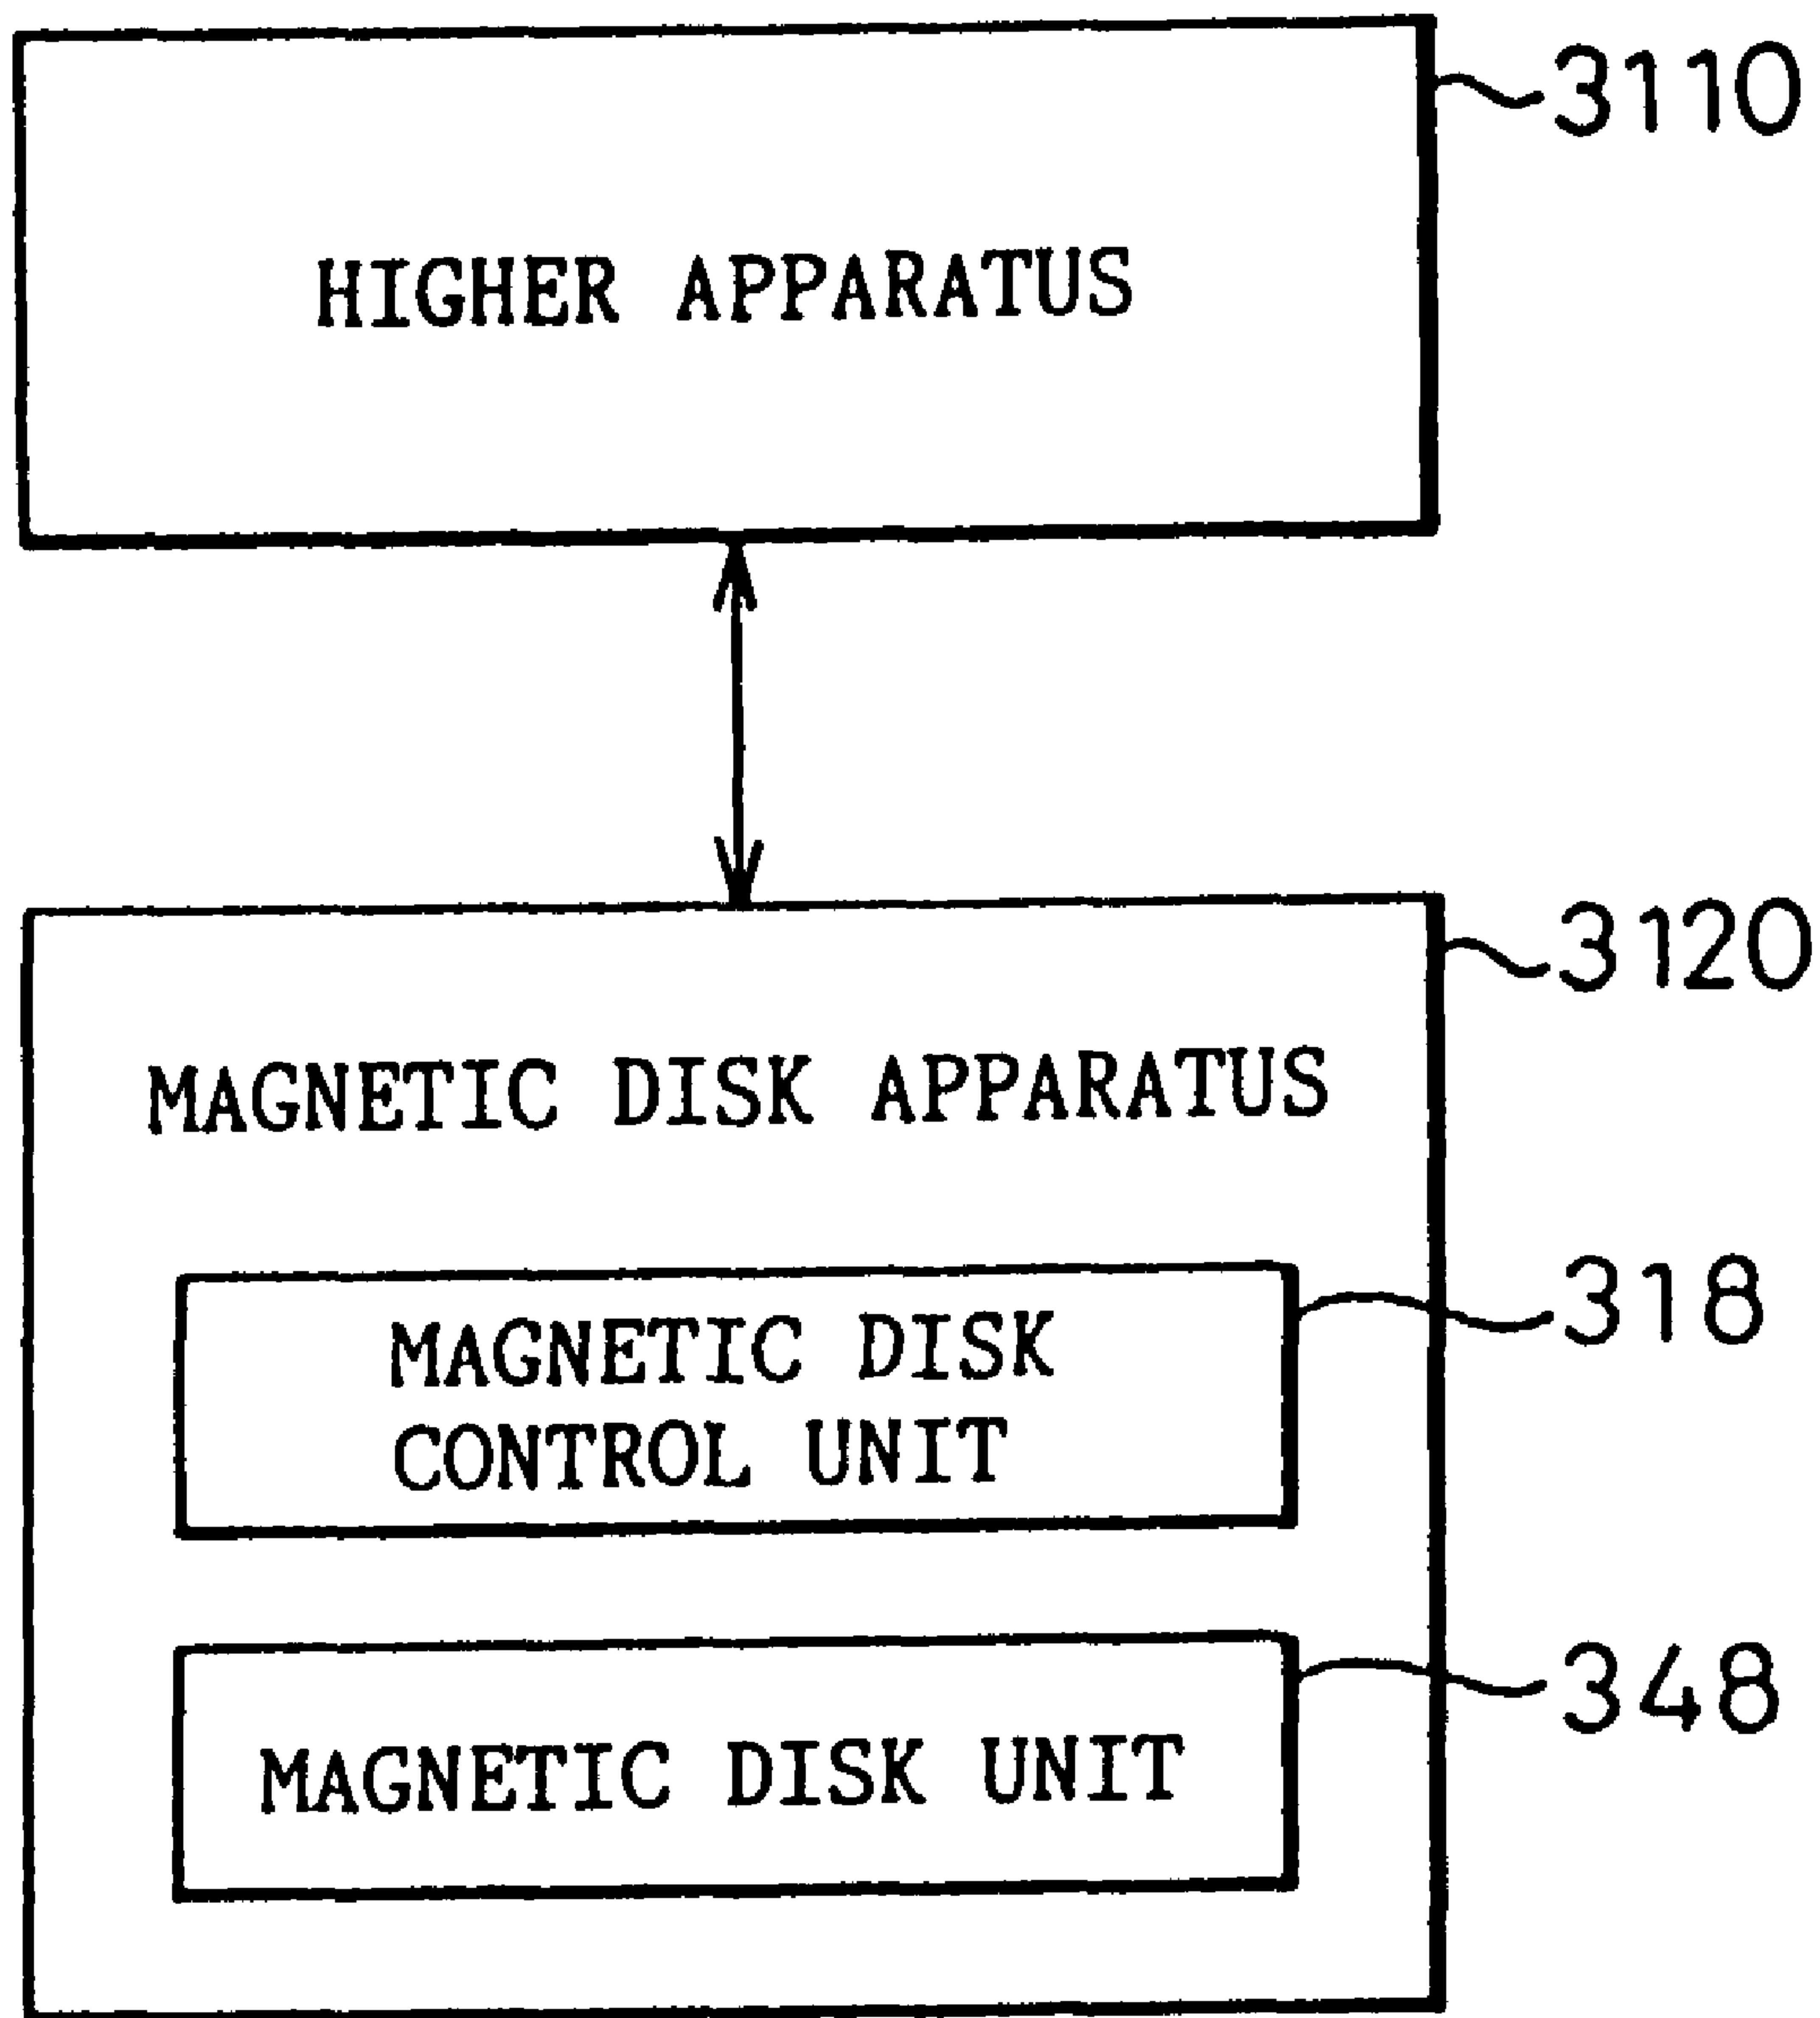 3110
HIGHER APPARATUS
3120
MAGNETIC DISK APPARATUS
318
MAGNETIC DISK
CONTROL UNIT
348
MAGNETIC DISK UNIT